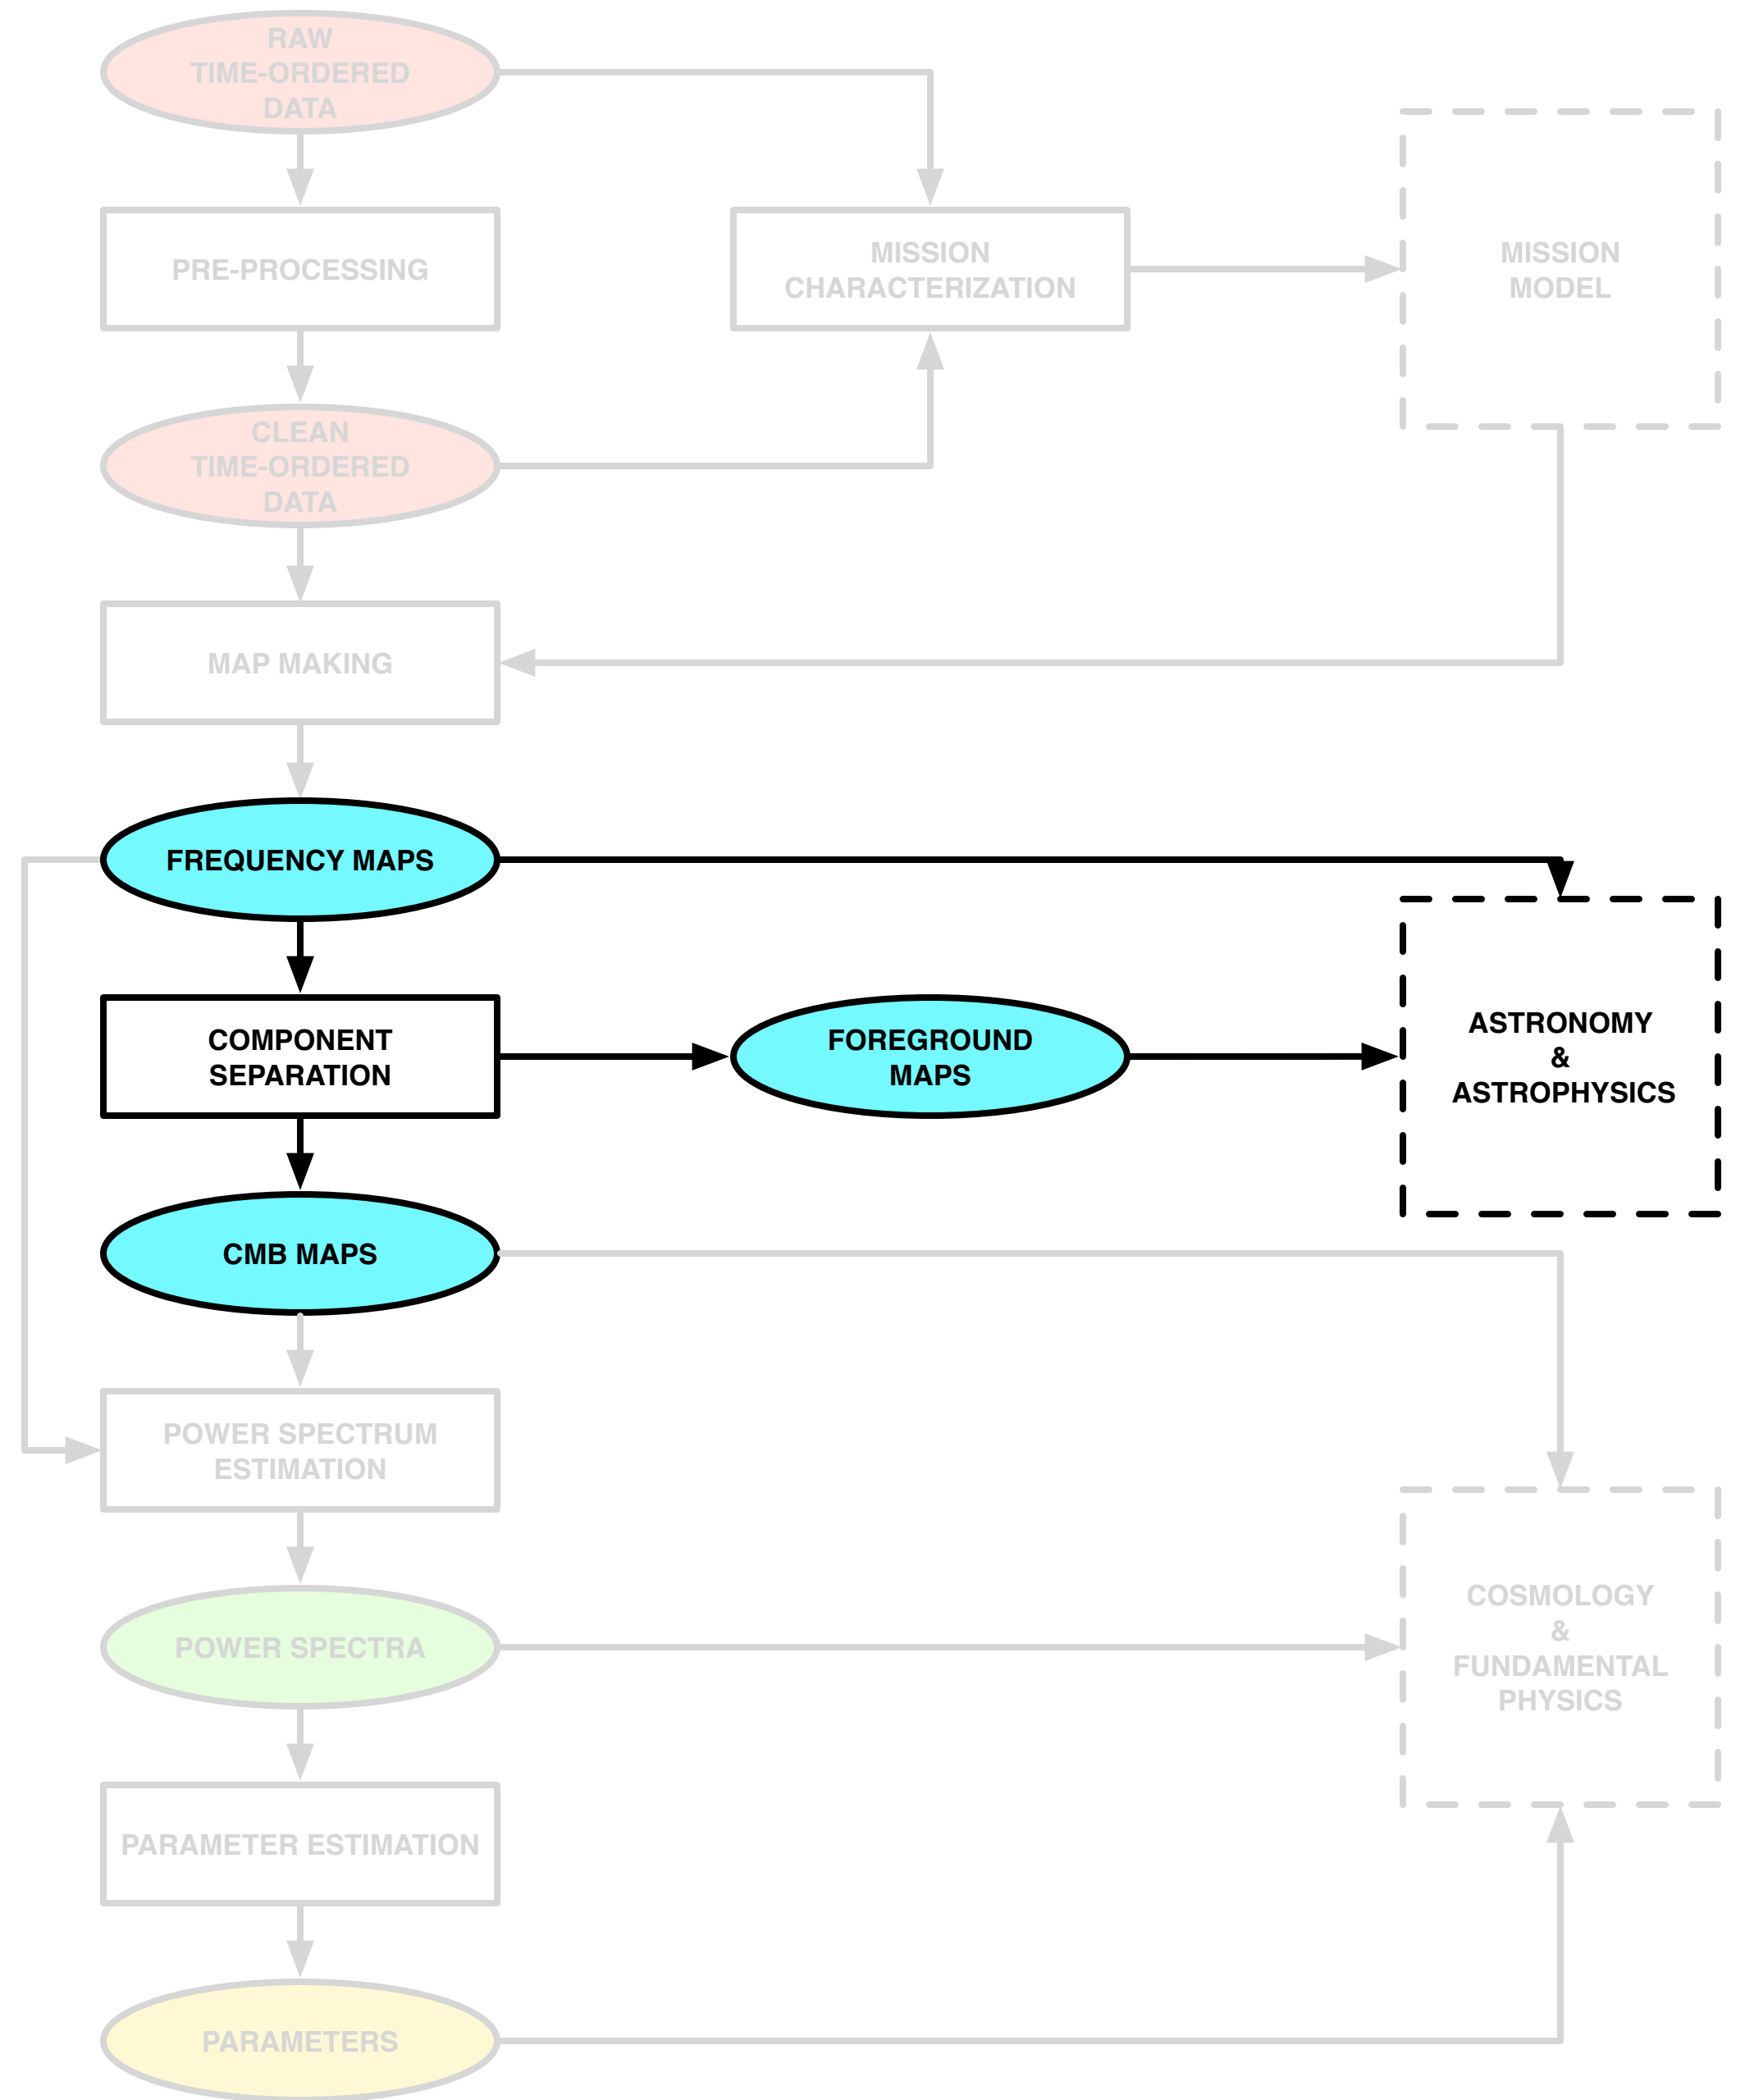 RAW
TIME-ORDERED
DATA
PRE-PROCESSING
MISSION
CHARACTERIZATION
MISSION
MODEL
CLEAN
TIME-ORDERED
DATA
MAP MAKING
FREQUENCY MAPS
COMPONENT
SEPARATION
FOREGROUND
MAPS
ASTRONOMY
&
ASTROPHYSICS
CMB MAPS
POWER SPECTRUM
ESTIMATION
POWER SPECTRA
COSMOLOGY
&
FUNDAMENTAL
PHYSICS
PARAMETER ESTIMATION
PARAMETERS